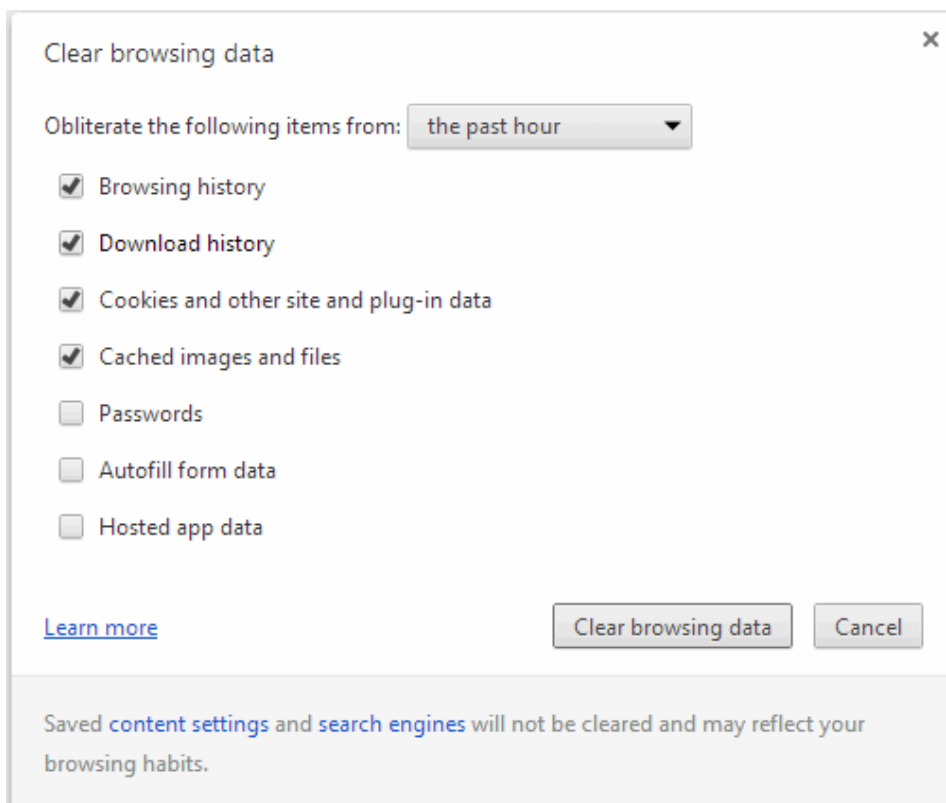 Clear browsing data
Obliterate the following items from: the past hour
Browsing history
Download history
Cookies and other site and plug-in data
Cached images and files
Passwords
Autofill form data
Hosted app data
Learn more Clear browsing data Cancel
Saved content settings and search engines will not be cleared and may reflect your
browsing habits.